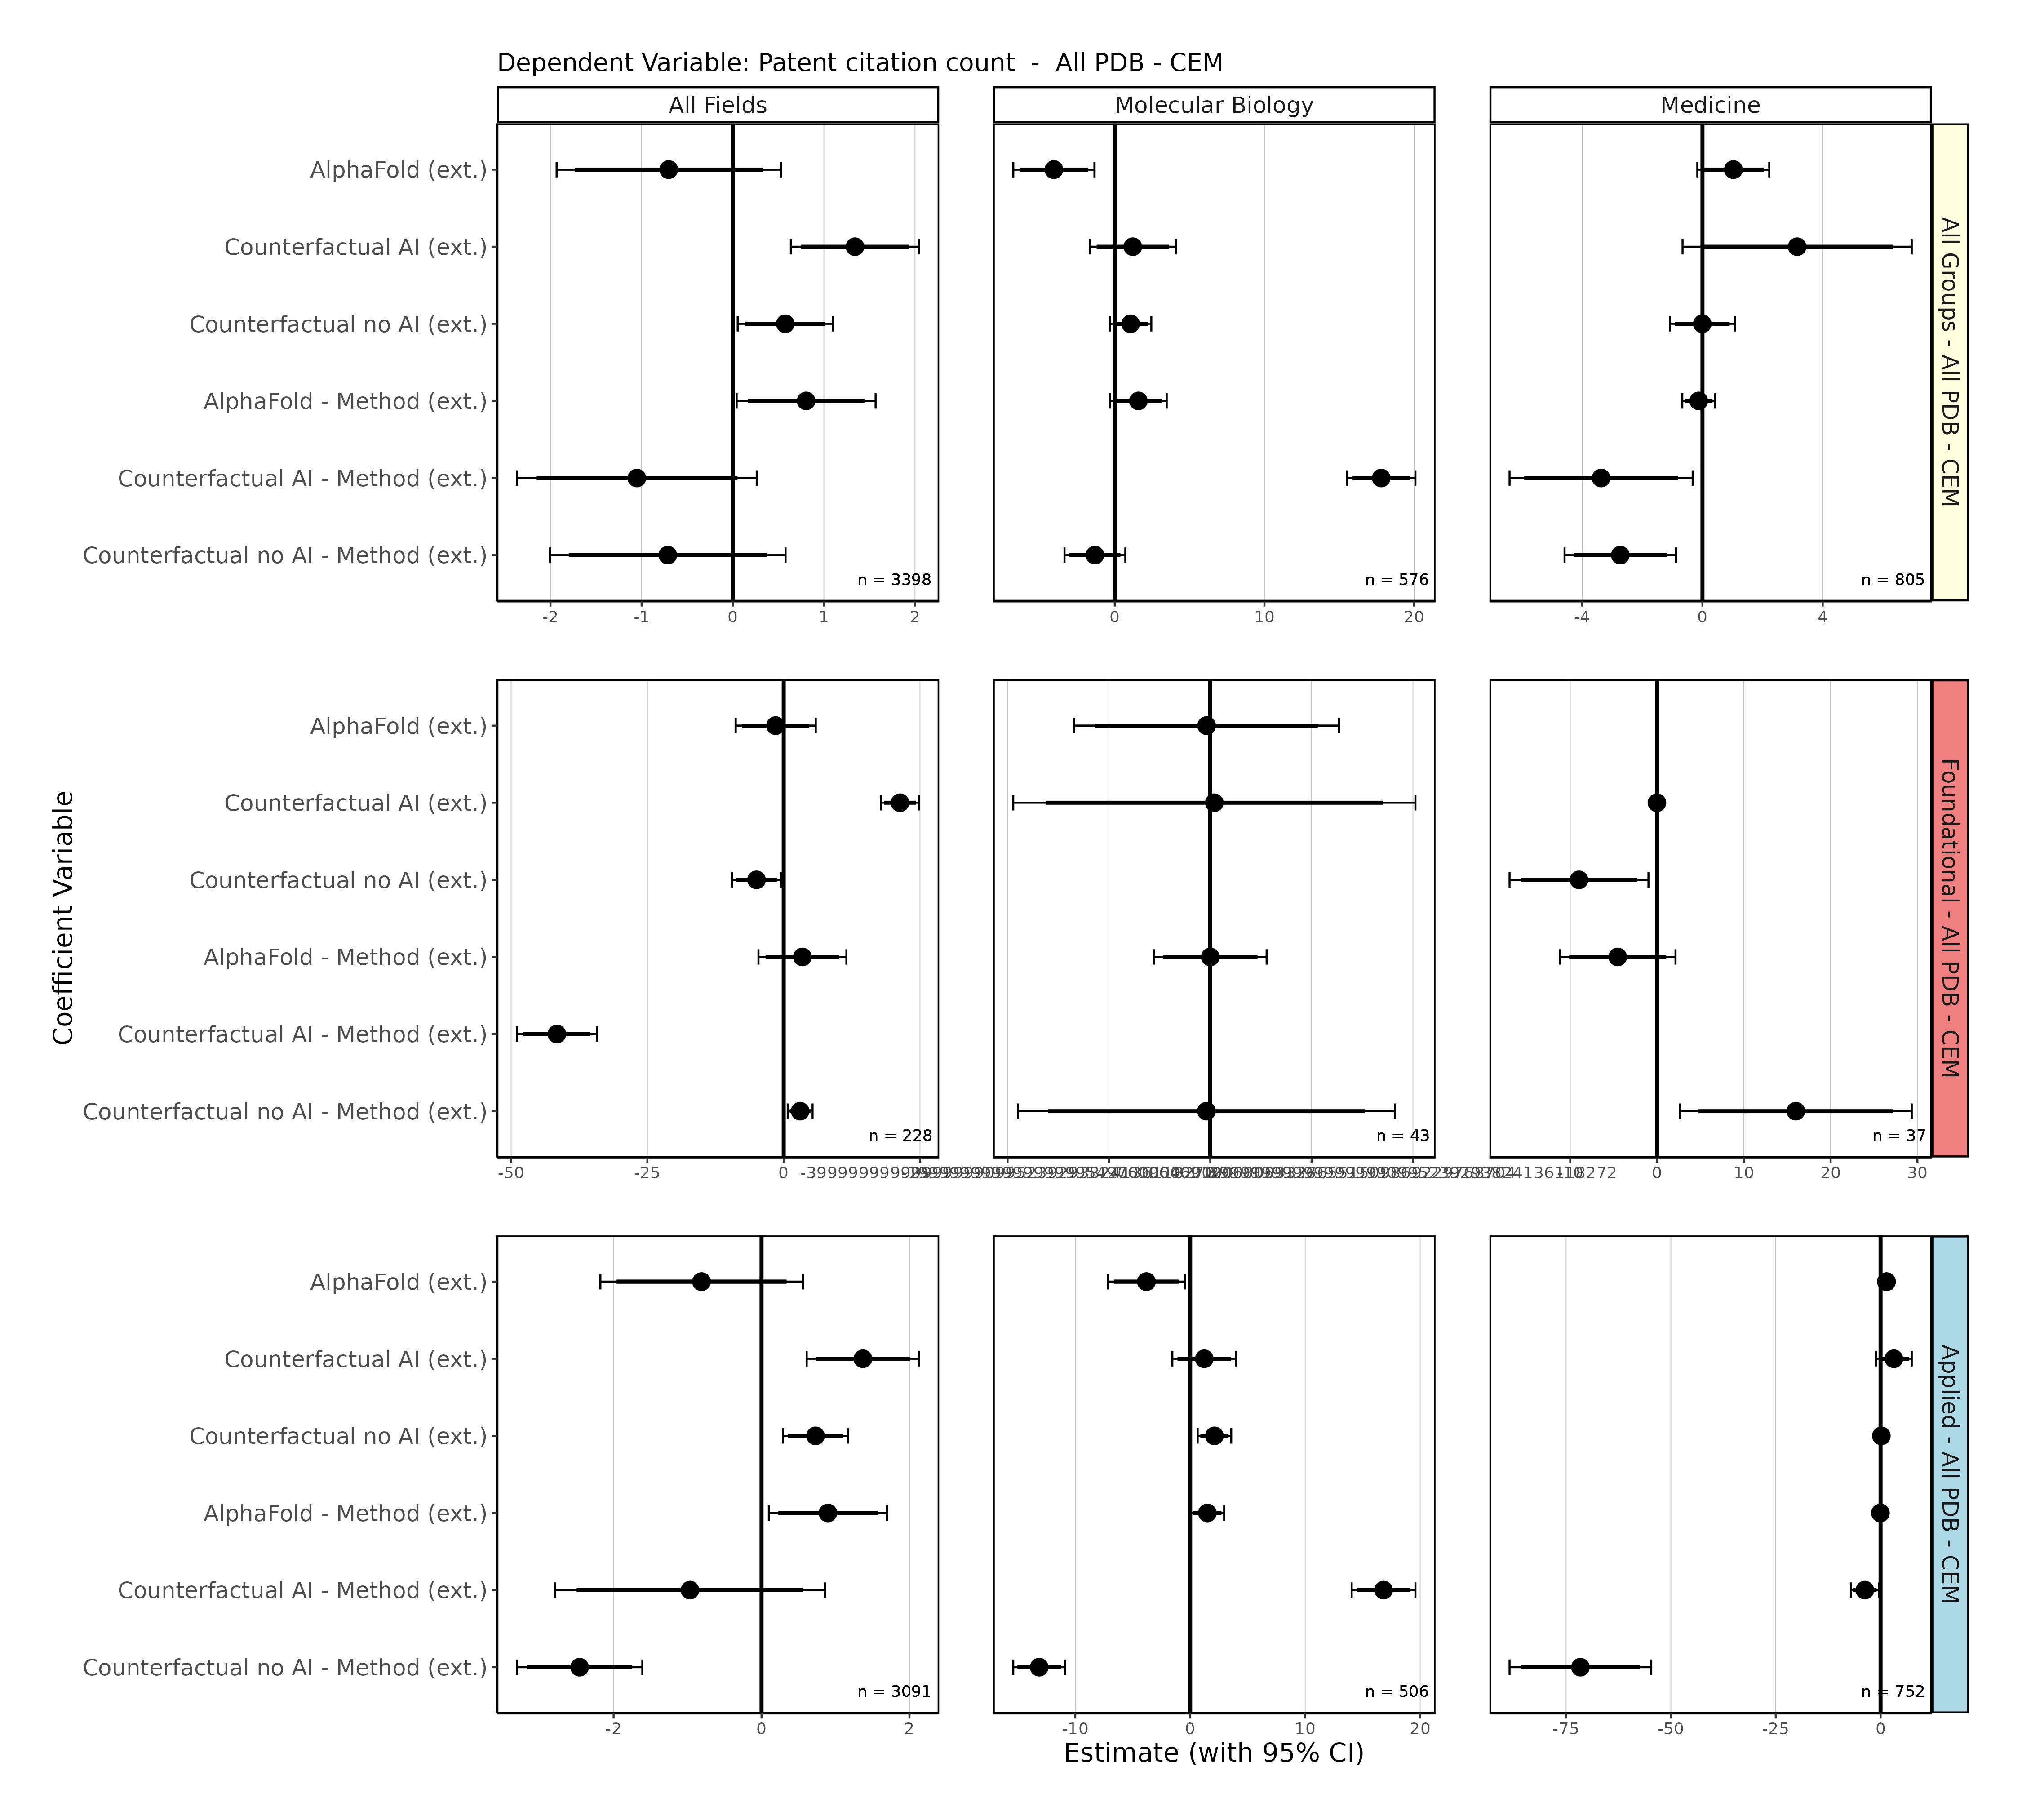 Dependent Variable: Patent citation count - All PDB - CEM
All Fields
Molecular Biology
Medicine
AlphaFold (ext.)
Counterfactual AI (ext.)
Counterfactual no AI (ext.)
AlphaFold - Method (ext.)
Counterfactual AI - Method (ext.)
Counterfactual no AI - Method (ext.)
n = 3398
n = 576
n = 805
-2 -1 0 1 2
0 10 20
-4 0 4
All Groups - All PDB - CEM
Coefficient Variable
AlphaFold (ext.)
Counterfactual AI (ext.)
Counterfactual no AI (ext.)
AlphaFold - Method (ext.)
Counterfactual AI - Method (ext.)
Counterfactual no AI - Method (ext.)
n = 228
n = 43
n = 37
-50 -25 0
0 10 20 30
Foundational - All PDB - CEM
AlphaFold (ext.)
Counterfactual AI (ext.)
Counterfactual no AI (ext.)
AlphaFold - Method (ext.)
Counterfactual AI - Method (ext.)
Counterfactual no AI - Method (ext.)
n = 3091
n = 506
n = 752
-2 0 2
-10 0 10 20
-75 -50 -25 0
Applied - All PDB - CEM
Estimate (with 95% CI)